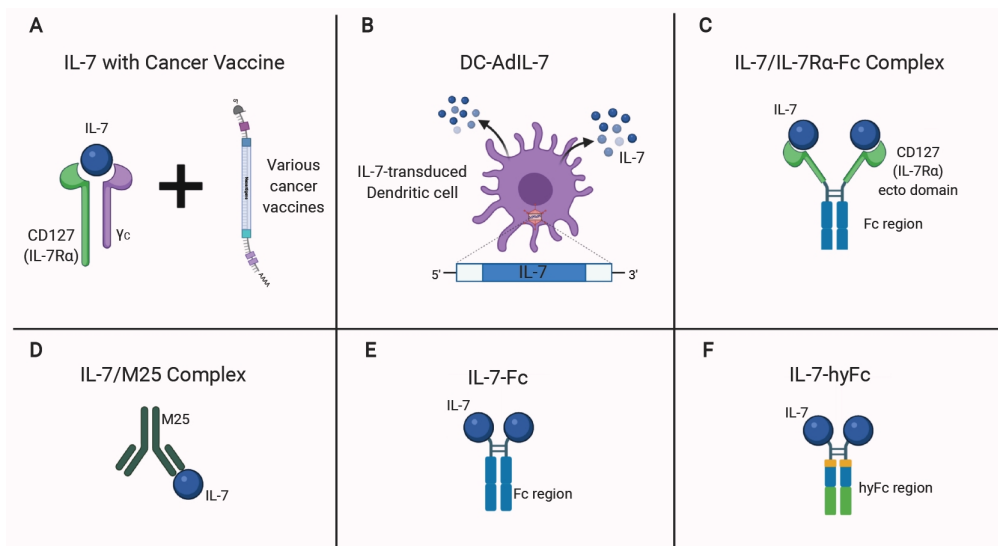 A
IL-7 with Cancer Vaccine
IL-7
CD127
(IL-7Rα)
γc
5'
Various
cancer
vaccines
AAAA
B
DC-AdIL-7
IL-7-transduced
Dendritic cell
IL-7
5'
IL-7
3'
C
IL-7/IL-7Rα-Fc Complex
IL-7
CD127
(IL-7Rα)
ecto domain
Fc region
D
IL-7/M25 Complex
M25
IL-7
E
IL-7-Fc
IL-7
Fc region
F
IL-7-hyFc
IL-7
hyFc region